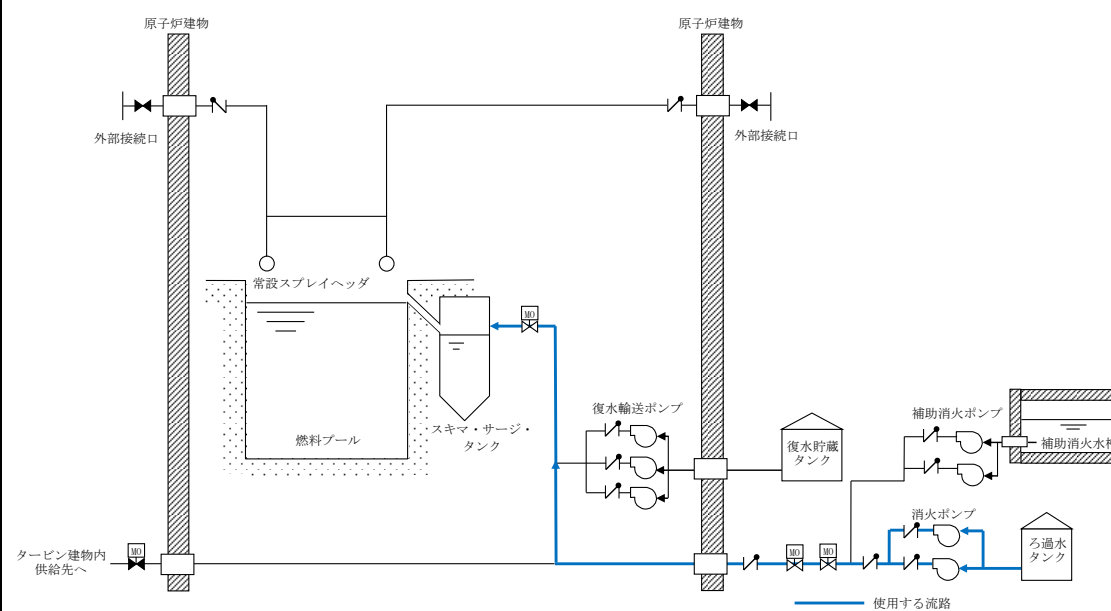 原子炉建物
原子炉建物
外部接続口
外部接続口
常設スプレイヘッダ
MO
復水輸送ポンプ
スキマ・サージ・
タンク
燃料プール
復水貯蔵
タンク
補助消火ポンプ
補助消火水槽
消火ポンプ
ろ過水
タンク
MO
MO
MO
タービン建物内
供給先へ
使用する流路